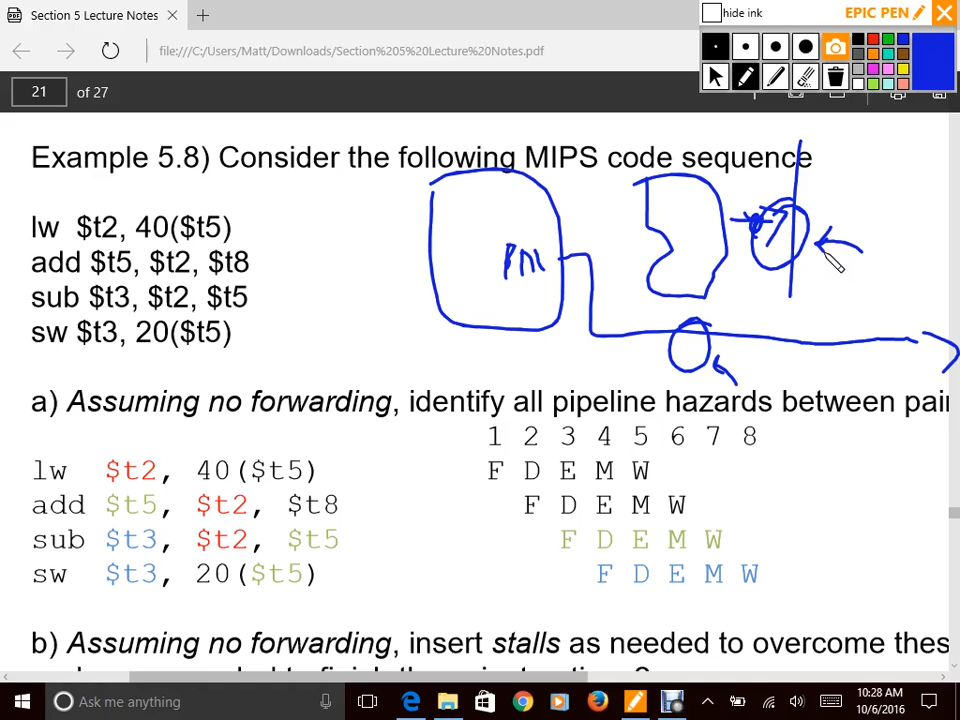 Section 5 Lecture Notes
hide ink
EPIC PEN
file:///C:/Users/Matt/Downloads/Section%205%20Lecture%20Notes.pdf
21 of 27
Example 5.8) Consider the following MIPS code sequence
lw $t2, 40($t5)
add $t5, $t2, $t8
sub $t3, $t2, $t5
sw $t3, 20($t5)
a) Assuming no forwarding, identify all pipeline hazards between pai
1 2 3 4 5 6 7 8
lw $t2, 40($t5) F D E M W
add $t5, $t2, $t8 F D E M W
sub $t3, $t2, $t5 F D E M W
sw $t3, 20($t5) F D E M W
b) Assuming no forwarding, insert stalls as needed to overcome thes
Ask me anything
10:28 AM
10/6/2016